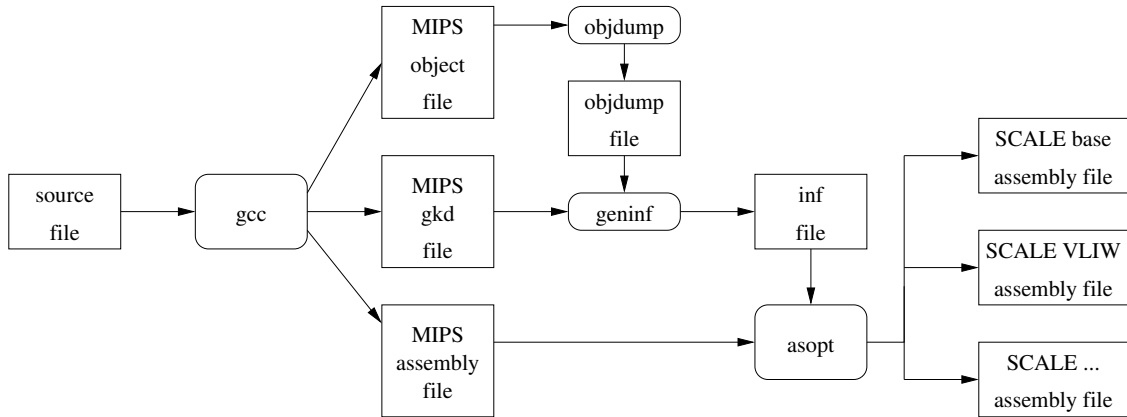 source
file
gcc
MIPS
object
file
MIPS
gkd
file
MIPS
assembly
file
objdump
objdump
file
geninf
inf
file
asopt
SCALE base
assembly file
SCALE VLIW
assembly file
SCALE ...
assembly file